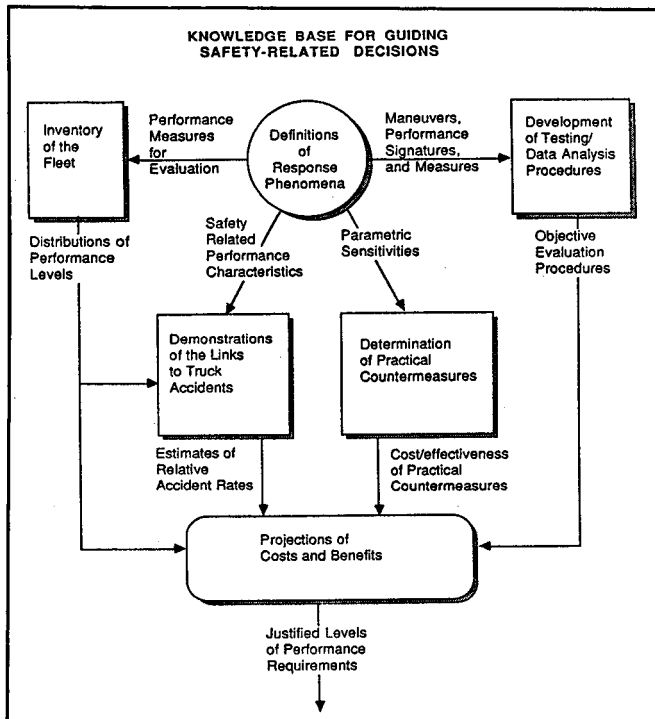 KNOWLEDGE BASE FOR GUIDING
SAFETY-RELATED DECISIONS
Inventory
of the
Fleet
Performance
Measures
for
Evaluation
Definitions
of
Response
Phenomena
Maneuvers,
Performance
Signatures,
and Measures
Development
of Testing/
Data Analysis
Procedures
Distributions of
Performance
Levels
Safety
Related
Performance
Characteristics
Parametric
Sensitivities
Objective
Evaluation
Procedures
Demonstrations
of the Links
to Truck
Accidents
Determination
of Practical
Countermeasures
Estimates of
Relative
Accident Rates
Cost/effectiveness
of Practical
Countermeasures
Projections of
Costs and Benefits
Justified Levels
of Performance
Requirements